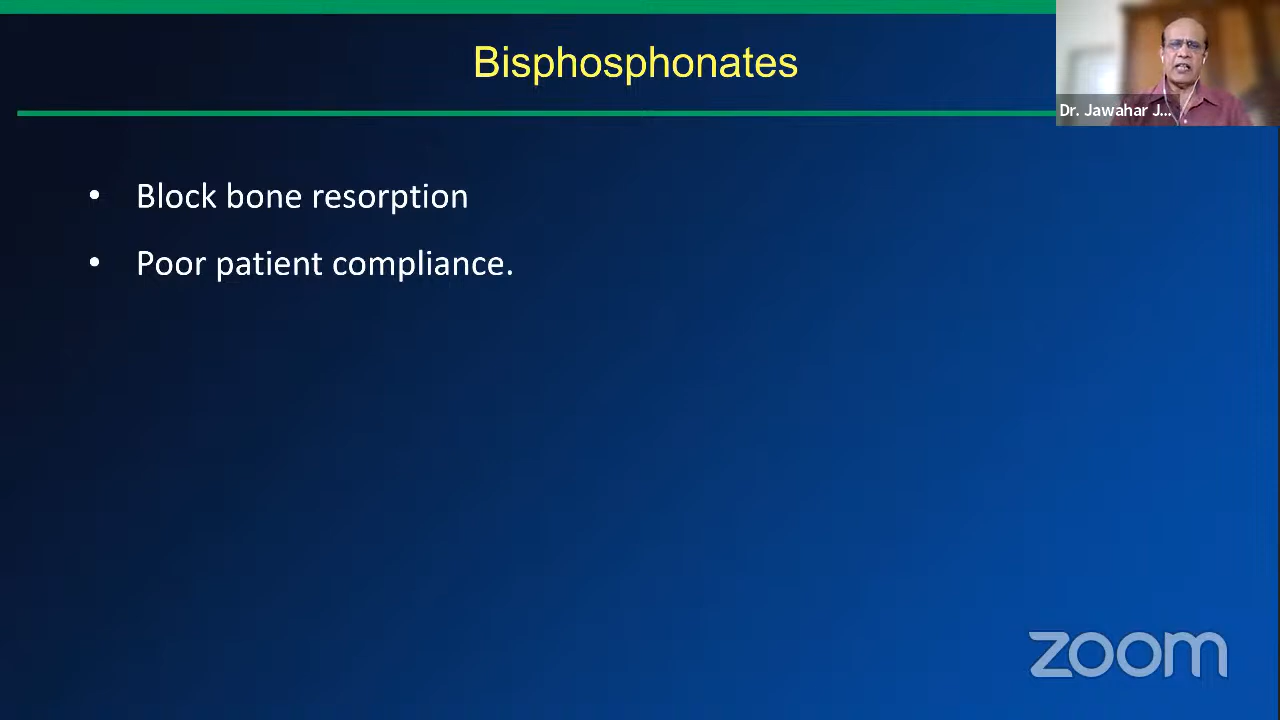 Bisphosphonates
Dr. Jawahar J...
• Block bone resorption
• Poor patient compliance.
zoom